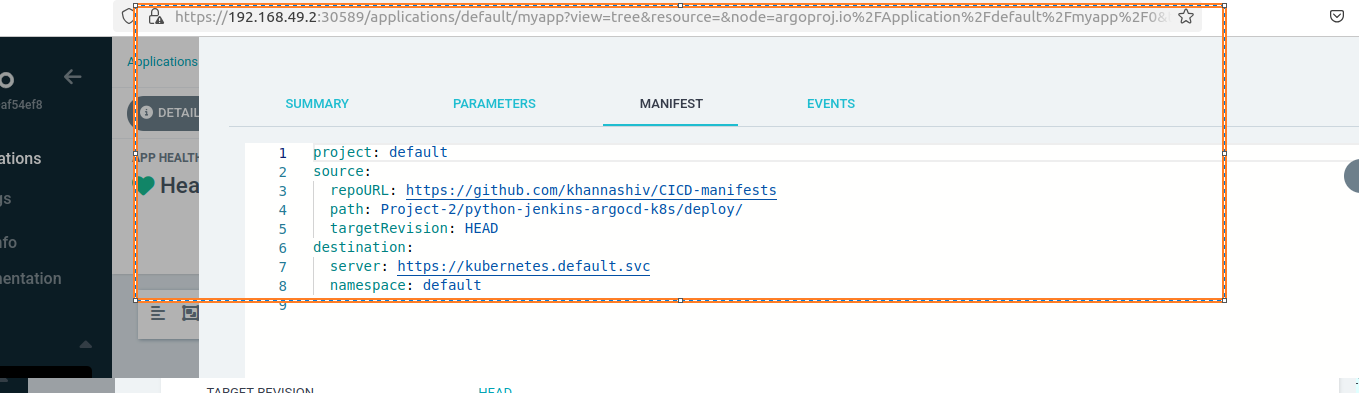 https://192.168.49.2:30589/applications/default/myapp?view=tree&resource=&node=argoproj.io%2FApplication%2Fdefault%2Fmyapp%2F0&
o
af54ef8
Applications
DETAIL
SUMMARY PARAMETERS MANIFEST EVENTS
ations
APP HEALTH
Hea
gs
nfo
mentation
1 project: default
2 source:
3 repoURL: https://github.com/khannashiv/CICD-manifests
4 path: Project-2/python-jenkins-argocd-k8s/deploy/
5 targetRevision: HEAD
6 destination:
7 server: https://kubernetes.default.svc
8 namespace: default
9
TARGET REVISION HEAD